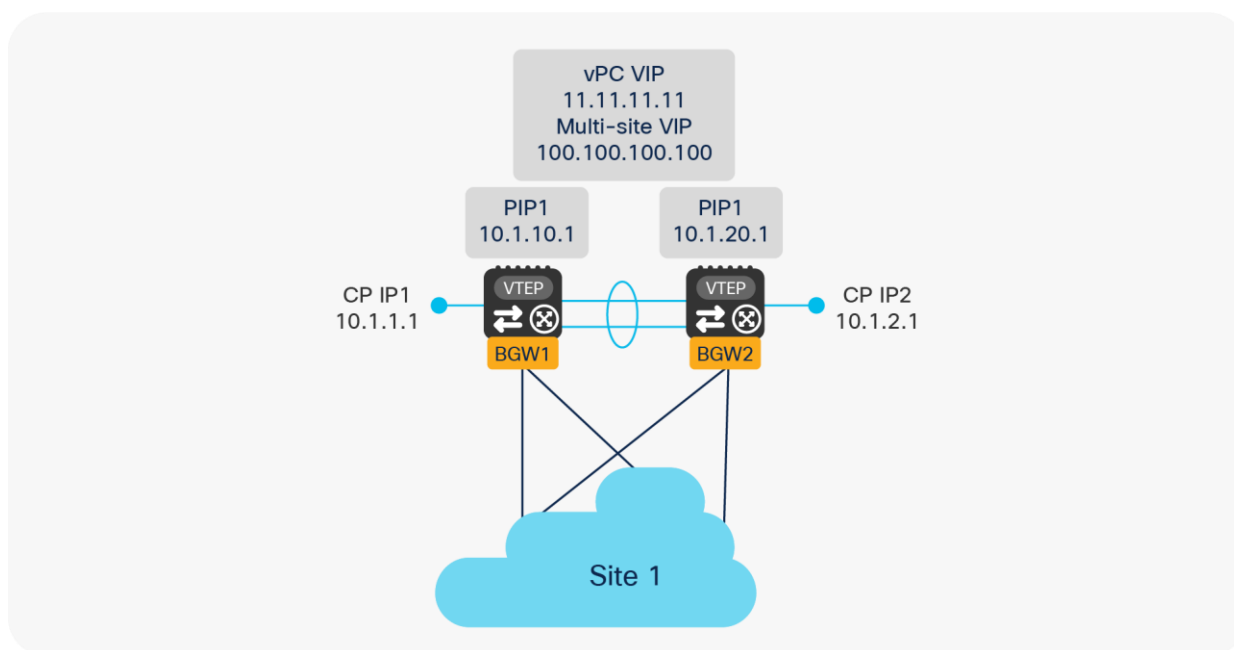 vPC VIP
11.11.11.11
Multi-site VIP
100.100.100.100
PIP1
10.1.10.1
PIP1
10.1.20.1
CP IP1
10.1.1.1
VTEP
BGW1
VTEP
BGW2
CP IP2
10.1.2.1
Site 1